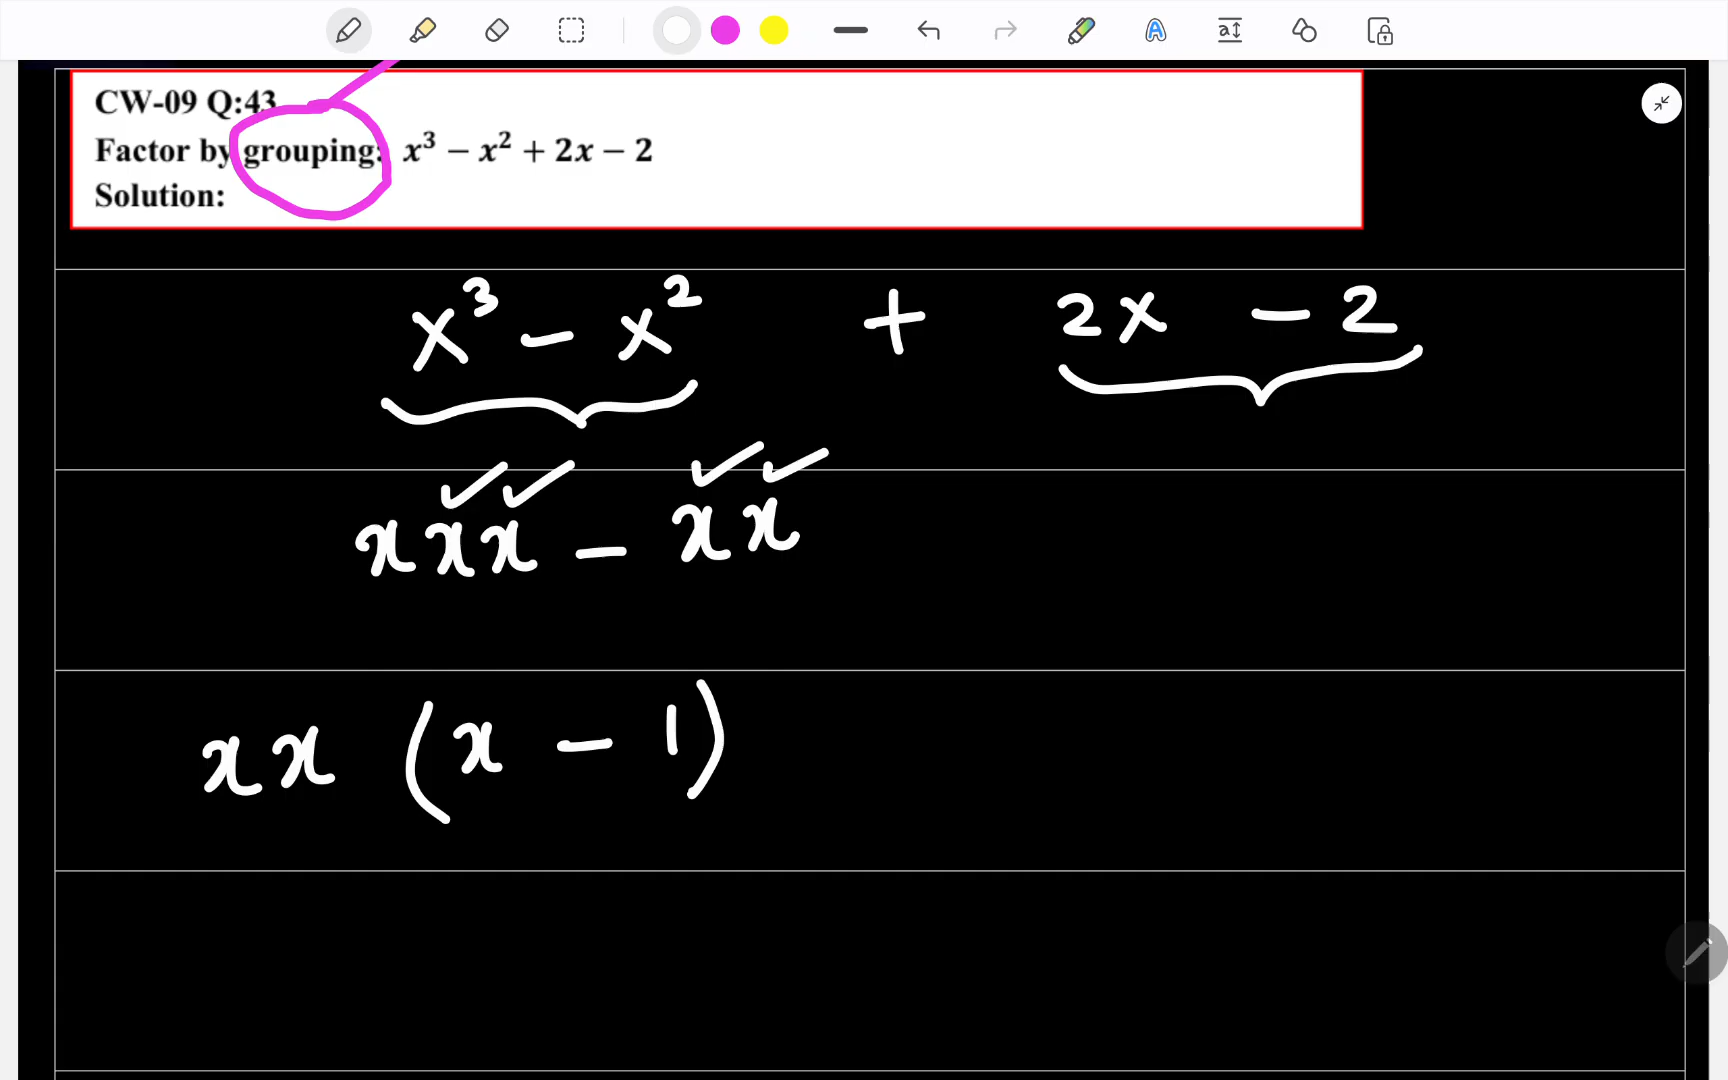 CW-09 Q:43
Factor by grouping: x³ − x² + 2x − 2
Solution:
x³ − x² + 2x − 2
xxx − xx
xx (x − 1)